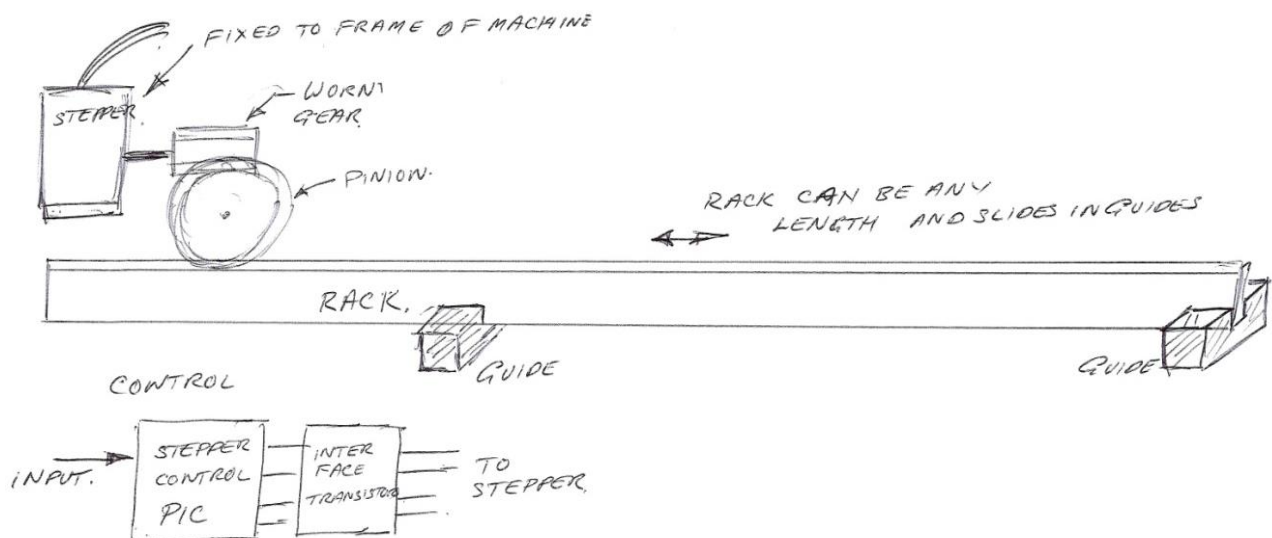 FIXED TO FRAME OF MACHINE
STEPPER
WORM
GEAR
PINION.
RACK CAN BE ANY
LENGTH AND SLIDES IN GUIDES
RACK.
GUIDE
GUIDE
CONTROL
INPUT.
STEPPER
CONTROL
PIC
INTER
FACE
TRANSISTORS
TO
STEPPER.